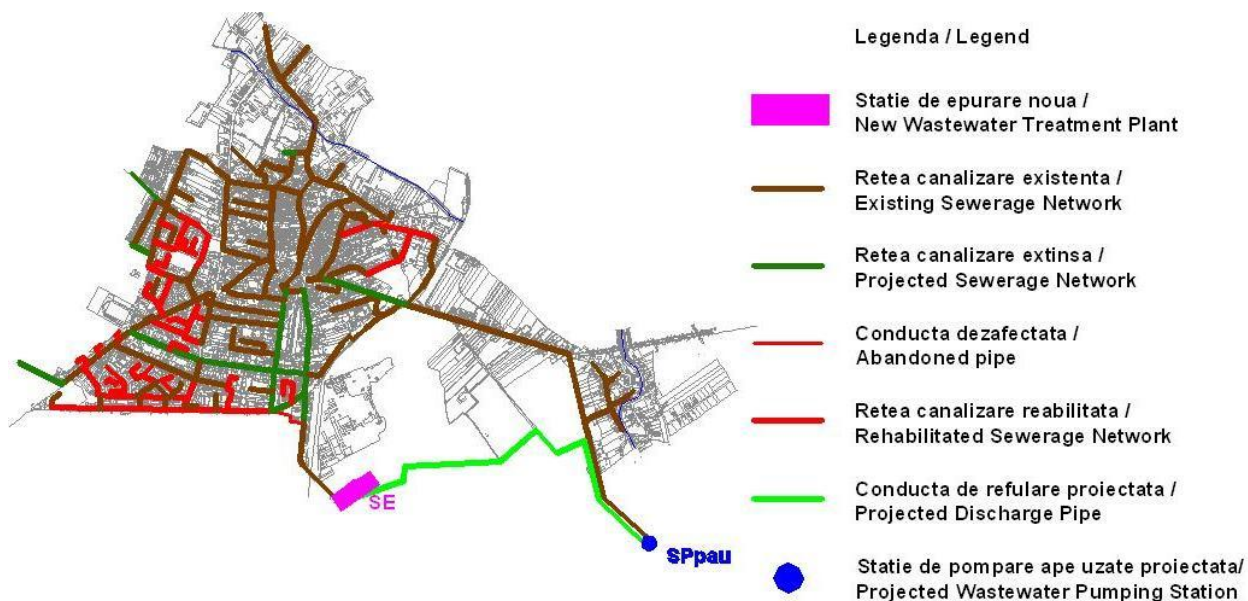 Legenda / Legend
Statie de epurare noua /
New Wastewater Treatment Plant
Retea canalizare existenta /
Existing Sewerage Network
Retea canalizare extinsa /
Projected Sewerage Network
Conducta dezafectata /
Abandoned pipe
Retea canalizare reabilitata /
Rehabilitated Sewerage Network
Conducta de refulare proiectata /
Projected Discharge Pipe
Statie de pompare ape uzate proiectata/
Projected Wastewater Pumping Station
SE
SPpau